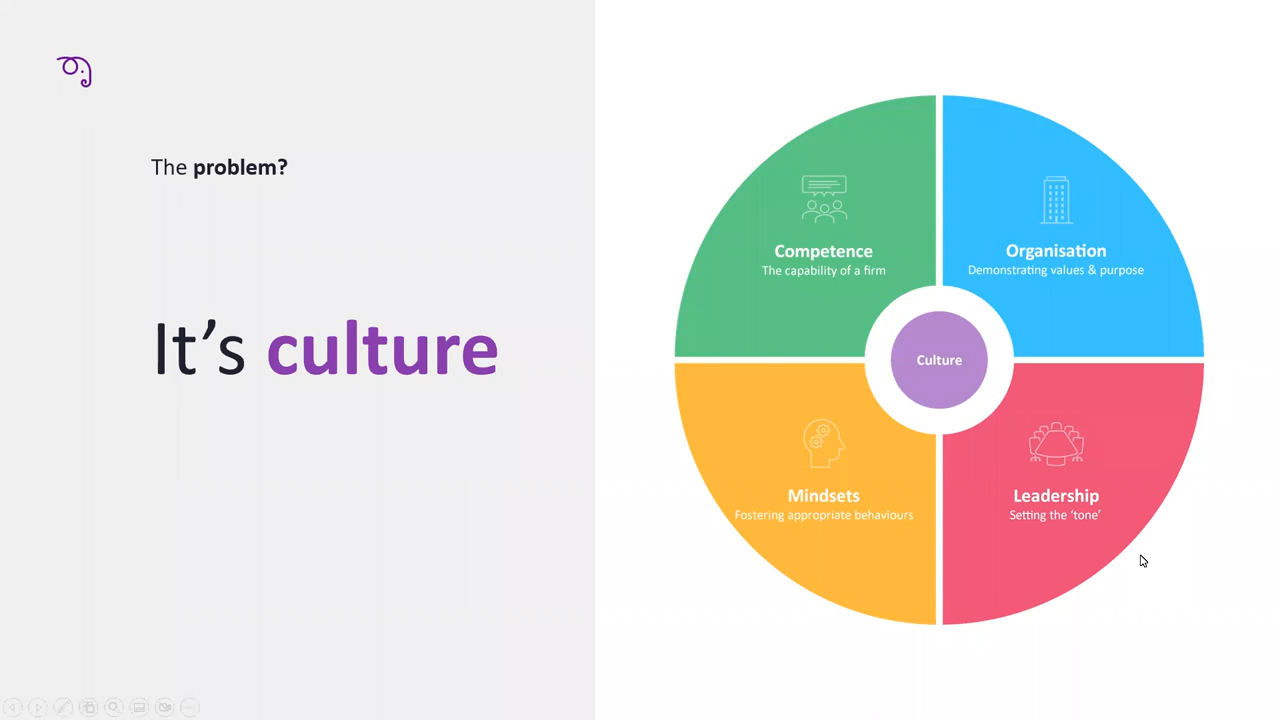 The problem?
It’s culture
Competence
The capability of a firm
Organisation
Demonstrating values & purpose
Culture
Mindsets
Fostering appropriate behaviours
Leadership
Setting the ‘tone’